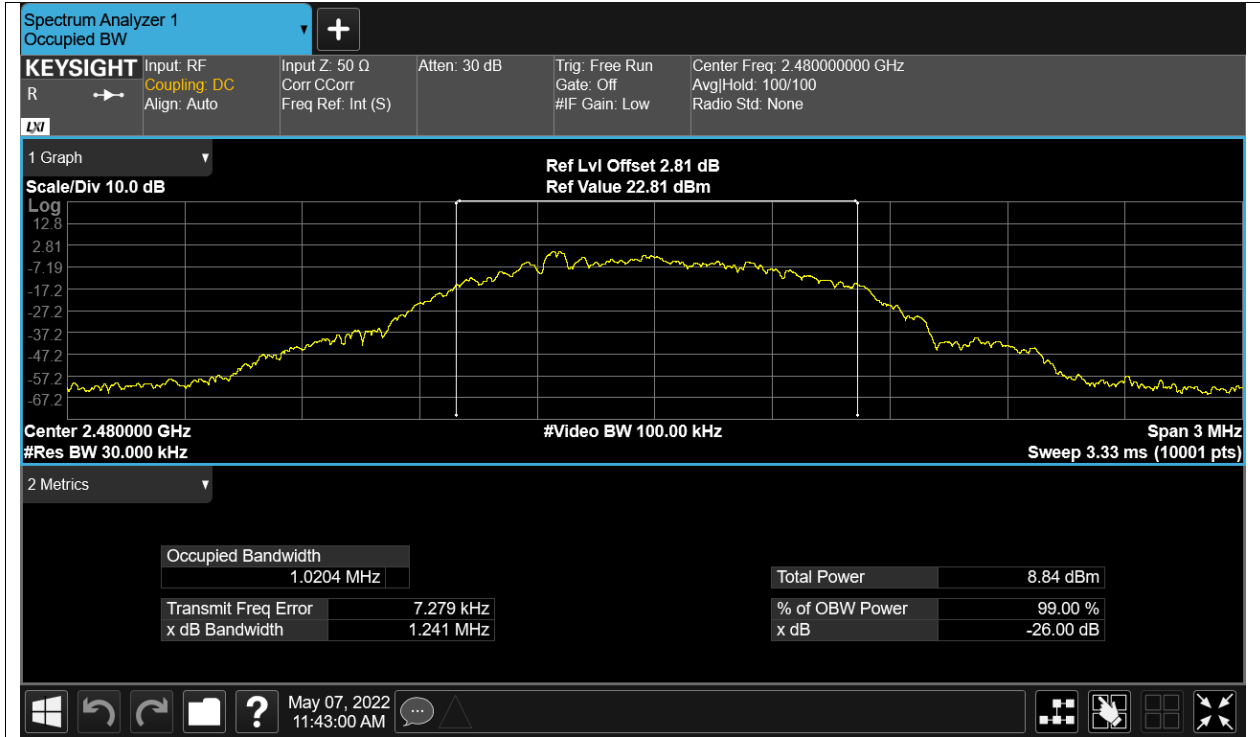 Spectrum Analyzer 1
Occupied BW
KEYSIGHT Input: RF Input Z: 50 Ω Atten: 30 dB Trig: Free Run Center Freq: 2.480000000 GHz
R Coupling: DC Corr CCorr Gate: Off Avg|Hold: 100/100
Align: Auto Freq Ref: Int (S) #IF Gain: Low Radio Std: None
LXI
1 Graph
Ref Lvl Offset 2.81 dB
Scale/Div 10.0 dB Ref Value 22.81 dBm
Log
12.8
2.81
-7.19
-17.2
-27.2
-37.2
-47.2
-57.2
-67.2
Center 2.480000 GHz #Video BW 100.00 kHz Span 3 MHz
#Res BW 30.000 kHz Sweep 3.33 ms (10001 pts)
2 Metrics
Occupied Bandwidth
1.0204 MHz Total Power 8.84 dBm
Transmit Freq Error 7.279 kHz % of OBW Power 99.00 %
x dB Bandwidth 1.241 MHz x dB -26.00 dB
? May 07, 2022
11:43:00 AM